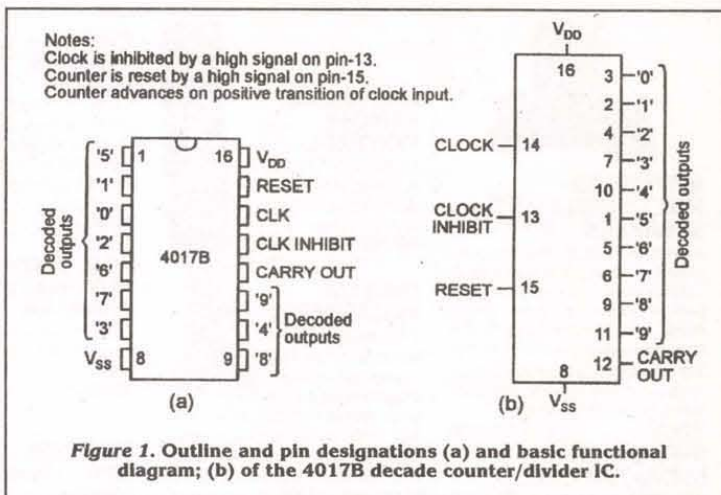 Notes:
Clock is inhibited by a high signal on pin-13.
Counter is reset by a high signal on pin-15.
Counter advances on positive transition of clock input.
Decoded outputs
'5' 1 16 VDD
'1' RESET
'0' CLK
'2' CLK INHIBIT
4017B
'6' CARRY OUT
'7' '9'
'3' '4'
VSS 8 9 '8'
Decoded
outputs
(a)
VDD
16
3 '0'
2 '1'
CLOCK 14 4 '2'
7 '3'
10 '4'
CLOCK
INHIBIT
13 1 '5'
5 '6'
RESET 15 6 '7'
9 '8'
11 '9'
Decoded outputs
12 CARRY
OUT
8
(b) VSS
Figure 1. Outline and pin designations (a) and basic functional
diagram; (b) of the 4017B decade counter/divider IC.